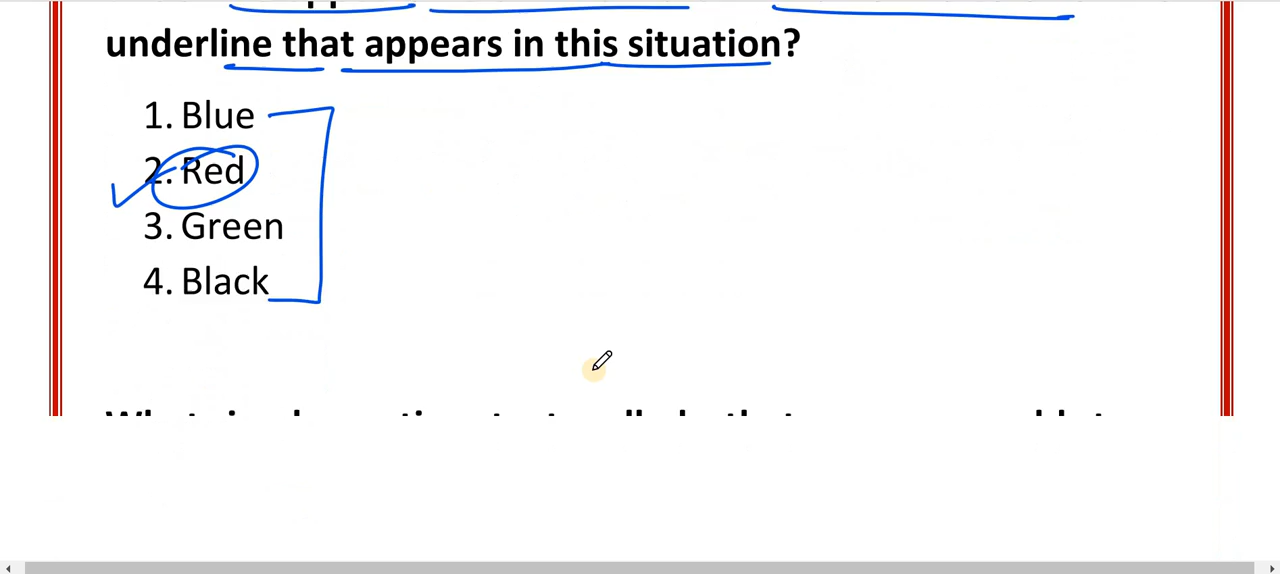 underline that appears in this situation?
1. Blue
2. Red
3. Green
4. Black